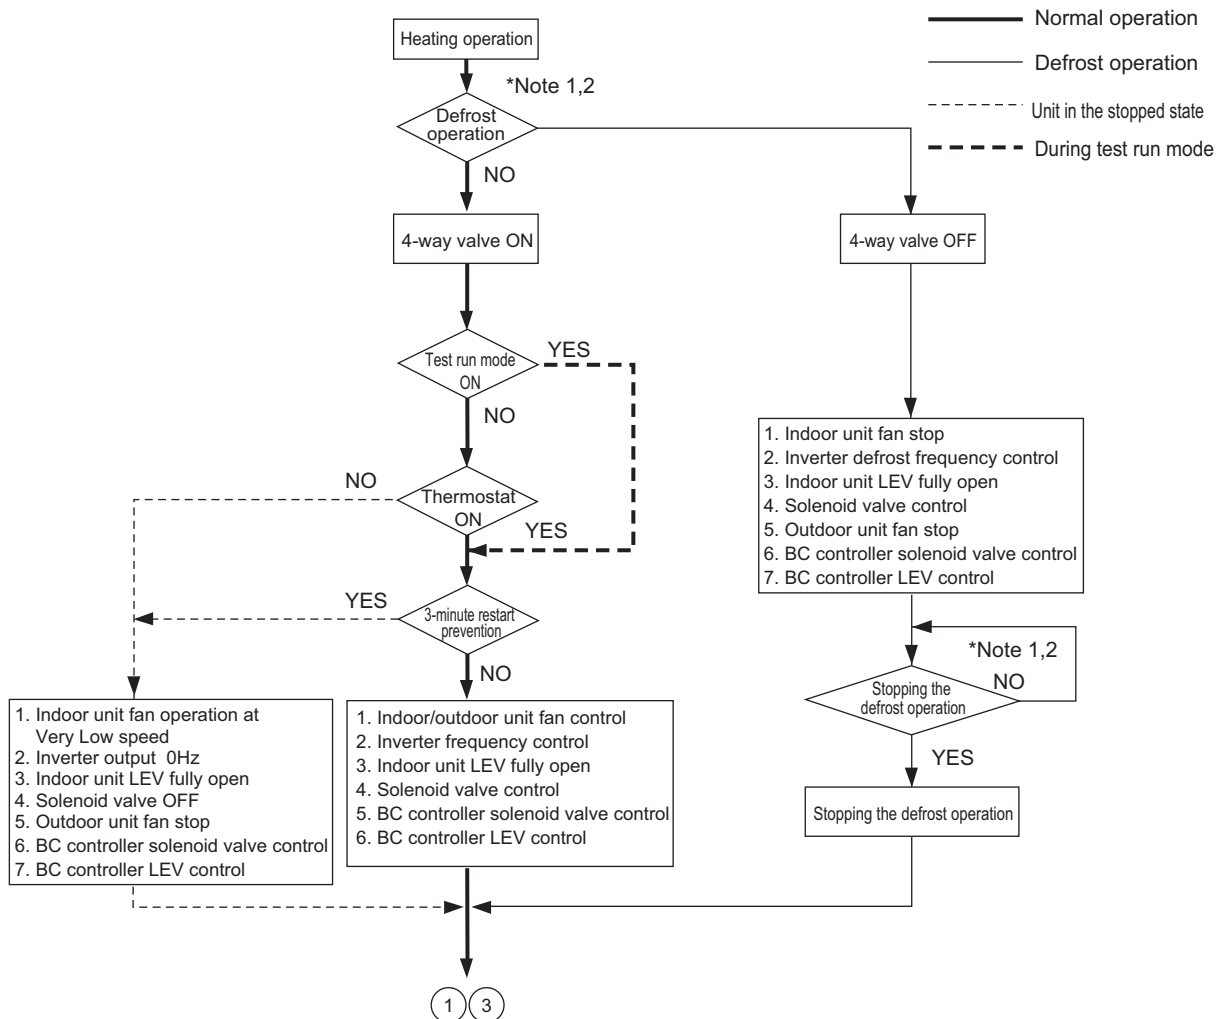 Normal operation
Heating operation
Defrost operation
*Note 1,2
Defrost
operation
Unit in the stopped state
During test run mode
NO
4-way valve ON
4-way valve OFF
Test run mode
ON
YES
NO
1. Indoor unit fan stop
2. Inverter defrost frequency control
3. Indoor unit LEV fully open
4. Solenoid valve control
5. Outdoor unit fan stop
6. BC controller solenoid valve control
7. BC controller LEV control
NO
Thermostat
ON
YES
YES
3-minute restart
prevention
NO
*Note 1,2
Stopping the
defrost operation
NO
YES
1. Indoor unit fan operation at
Very Low speed
2. Inverter output 0Hz
3. Indoor unit LEV fully open
4. Solenoid valve OFF
5. Outdoor unit fan stop
6. BC controller solenoid valve control
7. BC controller LEV control
1. Indoor/outdoor unit fan control
2. Inverter frequency control
3. Indoor unit LEV fully open
4. Solenoid valve control
5. BC controller solenoid valve control
6. BC controller LEV control
Stopping the defrost operation
1 3